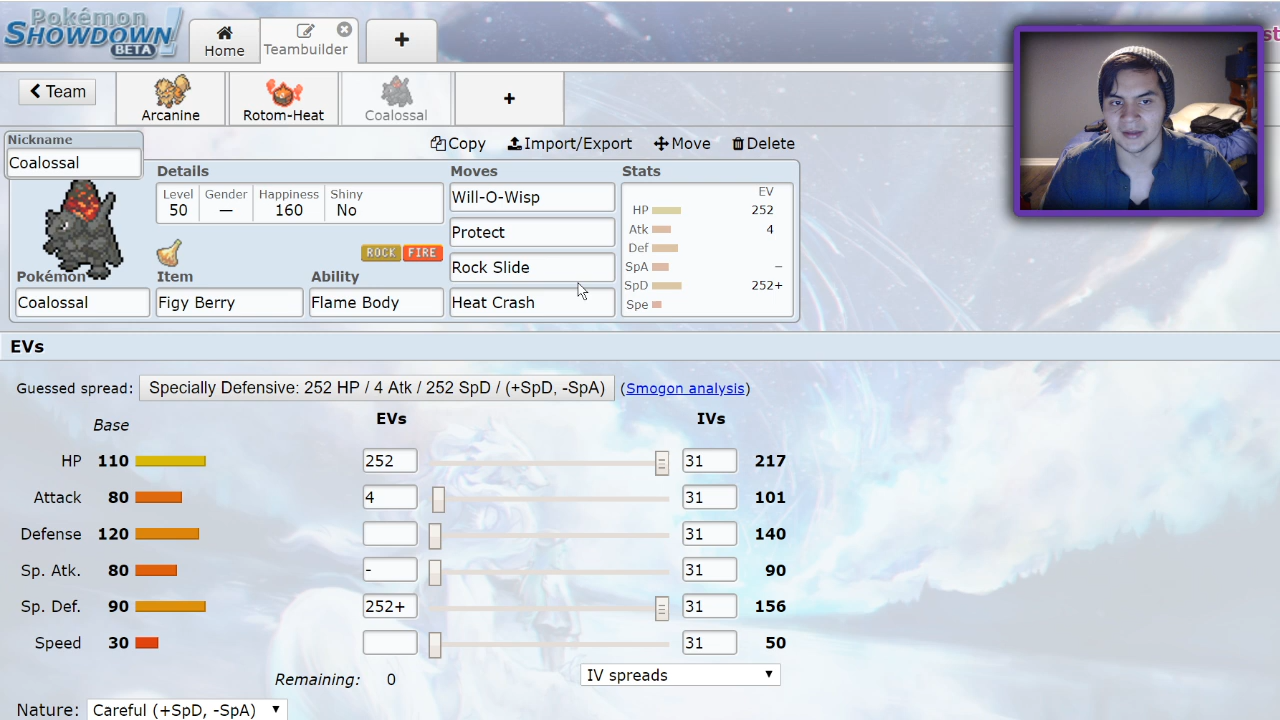 Pokémon
SHOWDOWN!
BETA
Home
Teambuilder
+
st
Team
Arcanine
Rotom-Heat
Coalossal
+
Nickname
Coalossal
Copy
Import/Export
Move
Delete
Details
Level
50
Gender
—
Happiness
160
Shiny
No
ROCK FIRE
Pokémon
Coalossal
Item
Figy Berry
Ability
Flame Body
Moves
Will-O-Wisp
Protect
Rock Slide
Heat Crash
Stats
EV
HP 252
Atk 4
Def
SpA –
SpD 252+
Spe
EVs
Guessed spread: Specially Defensive: 252 HP / 4 Atk / 252 SpD / (+SpD, -SpA) (Smogon analysis)
Base EVs IVs
HP 110 252 31 217
Attack 80 4 31 101
Defense 120 31 140
Sp. Atk. 80 - 31 90
Sp. Def. 90 252+ 31 156
Speed 30 31 50
Remaining: 0 IV spreads
Nature: Careful (+SpD, -SpA)